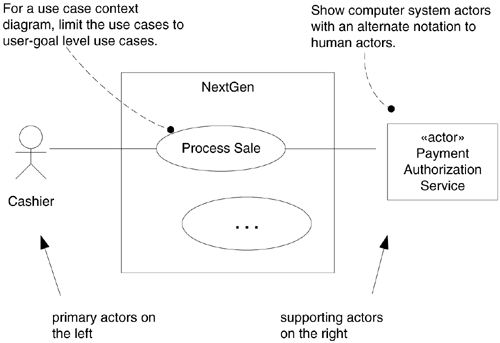 For a use case context
diagram, limit the use cases to
user-goal level use cases.
Show computer system actors
with an alternate notation to
human actors.
NextGen
Process Sale
Cashier
«actor»
Payment
Authorization
Service
. . .
primary actors on
the left
supporting actors
on the right